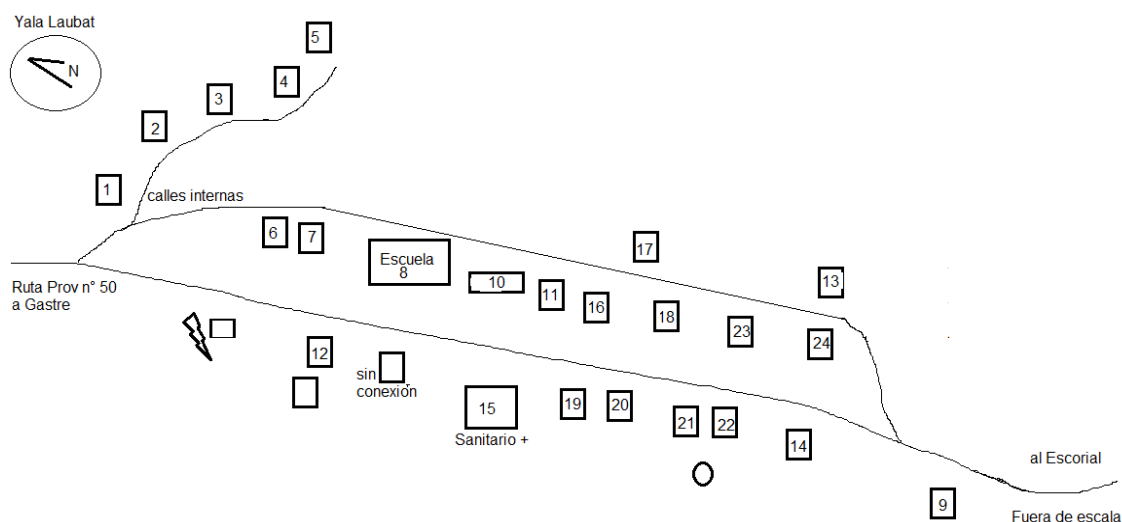 Yala Laubat
N
5
4
3
2
1
calles internas
6
7
Escuela
8
10
11
16
17
18
13
23
24
Ruta Prov n° 50
a Gastre
12
sin
conexión
15
Sanitario +
19
20
21
22
14
9
al Escorial
Fuera de escala